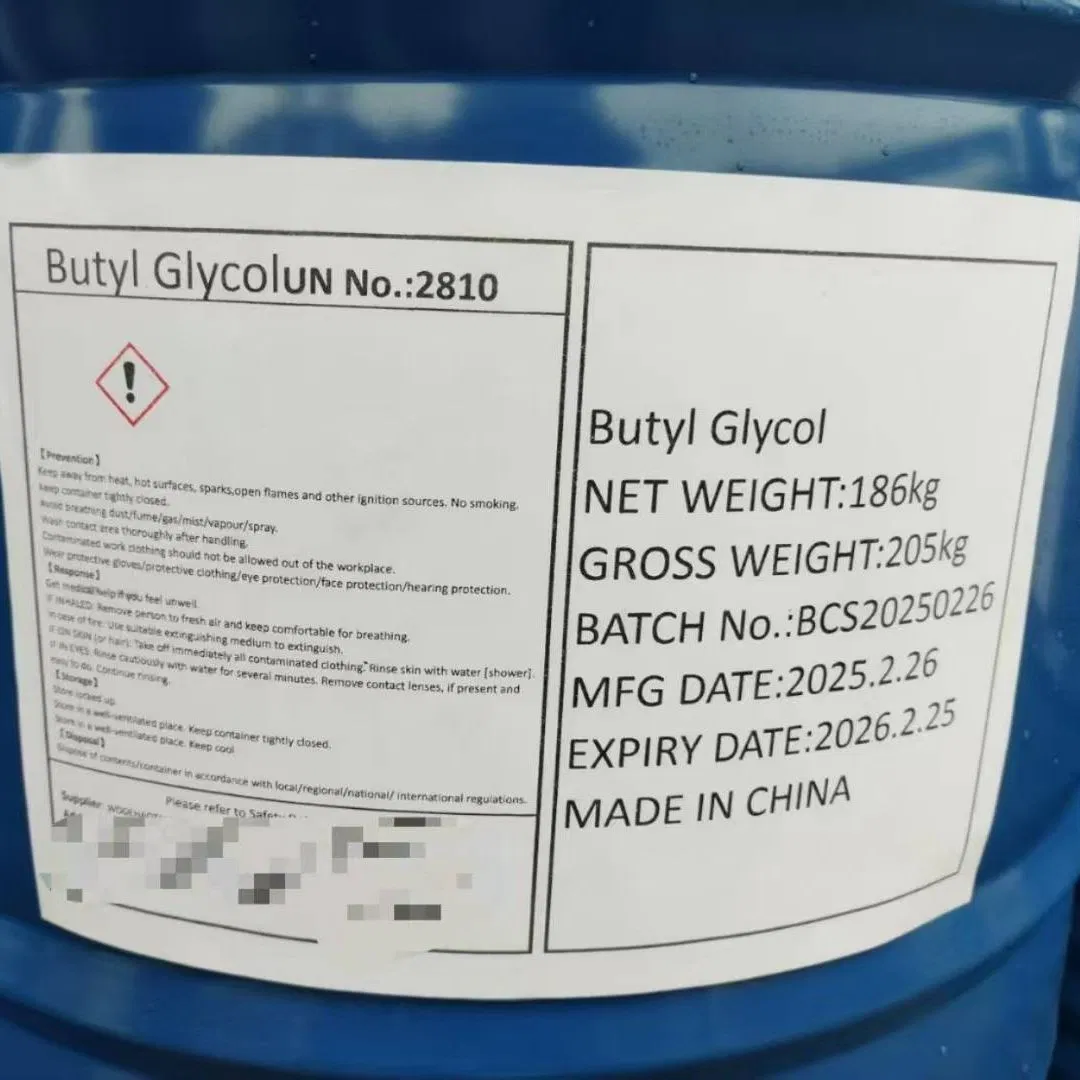 Butyl Glycol UN No.:2810
【Prevention】
Keep away from heat, hot surfaces, sparks,open flames and other ignition sources. No smoking.
Keep container tightly closed.
Avoid breathing dust/fume/gas/mist/vapour/spray.
Wash contact area thoroughly after handling.
Contaminated work clothing should not be allowed out of the workplace.
Wear protective gloves/protective clothing/eye protection/face protection/hearing protection.
【Response】
Get medical help if you feel unwell.
IF INHALED: Remove person to fresh air and keep comfortable for breathing.
In case of fire: Use suitable extinguishing medium to extinguish.
IF ON SKIN (or hair): Take off immediately all contaminated clothing. Rinse skin with water [shower].
IF IN EYES: Rinse cautiously with water for several minutes. Remove contact lenses, if present and
easy to do. Continue rinsing.
【Storage】
Store locked up.
Store in a well-ventilated place. Keep container tightly closed.
Store in a well-ventilated place. Keep cool
【Disposal】
Dispose of contents/container in accordance with local/regional/national/ international regulations.
Please refer to
Supplier:
Butyl Glycol
NET WEIGHT:186kg
GROSS WEIGHT:205kg
BATCH No.:BCS20250226
MFG DATE:2025.2.26
EXPIRY DATE:2026.2.25
MADE IN CHINA